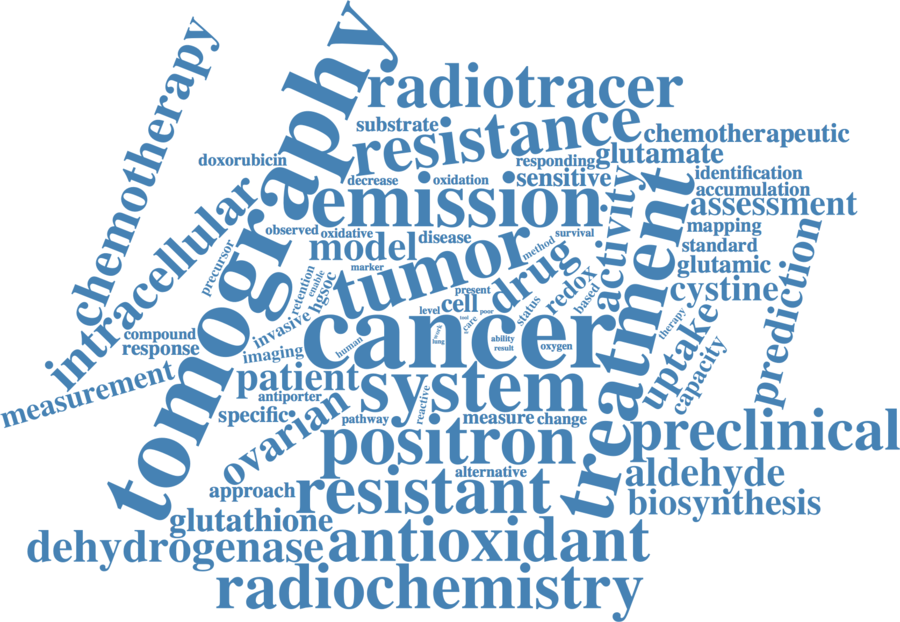 chemotherapy
tomography
radiotracer
substrate
resistance
chemotherapeutic
doxorubicin
responding
glutamate
decrease
oxidation
sensitive
identification
accumulation
intracellular
emission
activity
treatment
assessment
observed
oxidative
model
disease
tumor
method
survival
mapping
standard
precursor
retention
enable
hgsoc
marker
drug
redox
based
glutamic
prediction
present
cell
level
poor
status
cystine
compound
response
invasive
imaging
human
cancer
tool
care
work
lung
ability
result
oxygen
therapy
uptake
capacity
measurement
patient
system
antiporter
specific
ovarian
pathway
reactive
measure
change
positron
preclinical
alternative
approach
resistant
aldehyde
biosynthesis
glutathione
dehydrogenase
antioxidant
radiochemistry